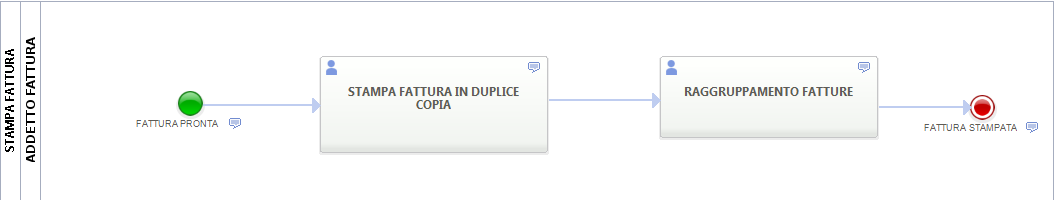 STAMPA FATTURA
ADDETTO FATTURA
FATTURA PRONTA
STAMPA FATTURA IN DUPLICE
COPIA
RAGGRUPPAMENTO FATTURE
FATTURA STAMPATA